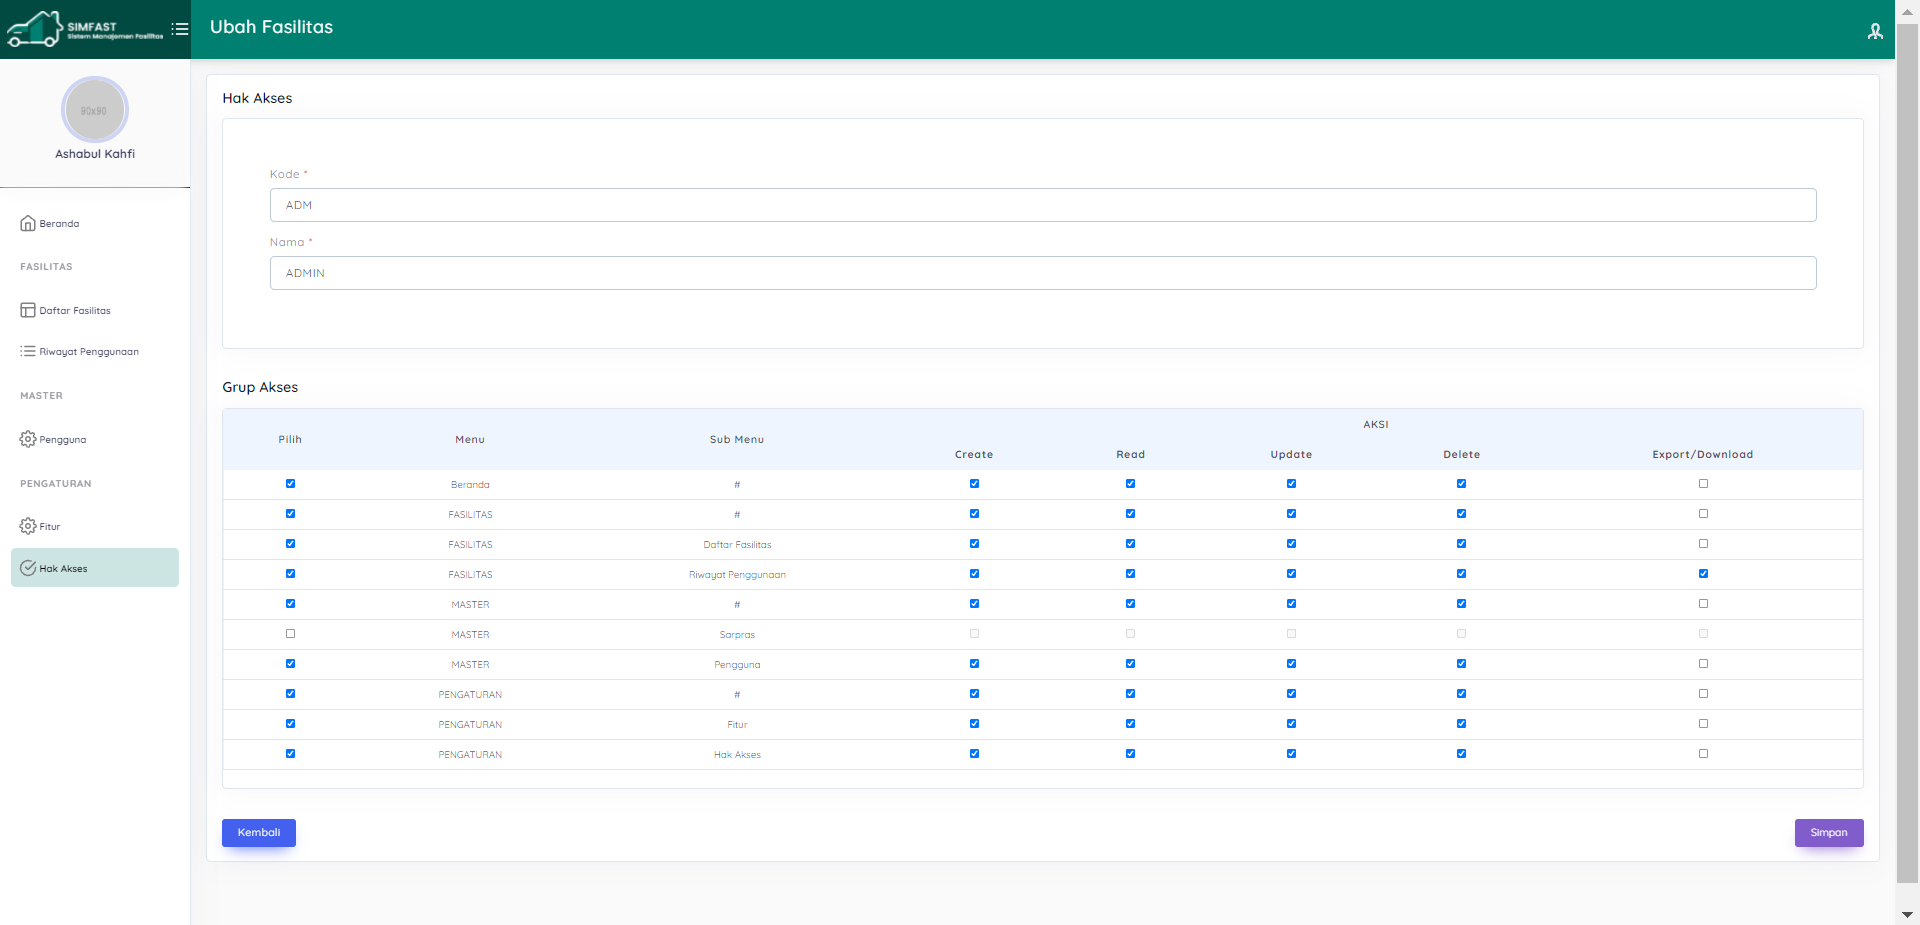 SIMFAST
Sistem Manajemen Fasilitas
Ubah Fasilitas
90x90
Ashabul Kahfi
Beranda
FASILITAS
Daftar Fasilitas
Riwayat Penggunaan
MASTER
Pengguna
PENGATURAN
Fitur
Hak Akses
Hak Akses
Kode *
ADM
Nama *
ADMIN
Grup Akses
AKSI
Pilih Menu Sub Menu
Create Read Update Delete Export/Download
Beranda #
FASILITAS #
FASILITAS Daftar Fasilitas
FASILITAS Riwayat Penggunaan
MASTER #
MASTER Sarpras
MASTER Pengguna
PENGATURAN #
PENGATURAN Fitur
PENGATURAN Hak Akses
Kembali Simpan